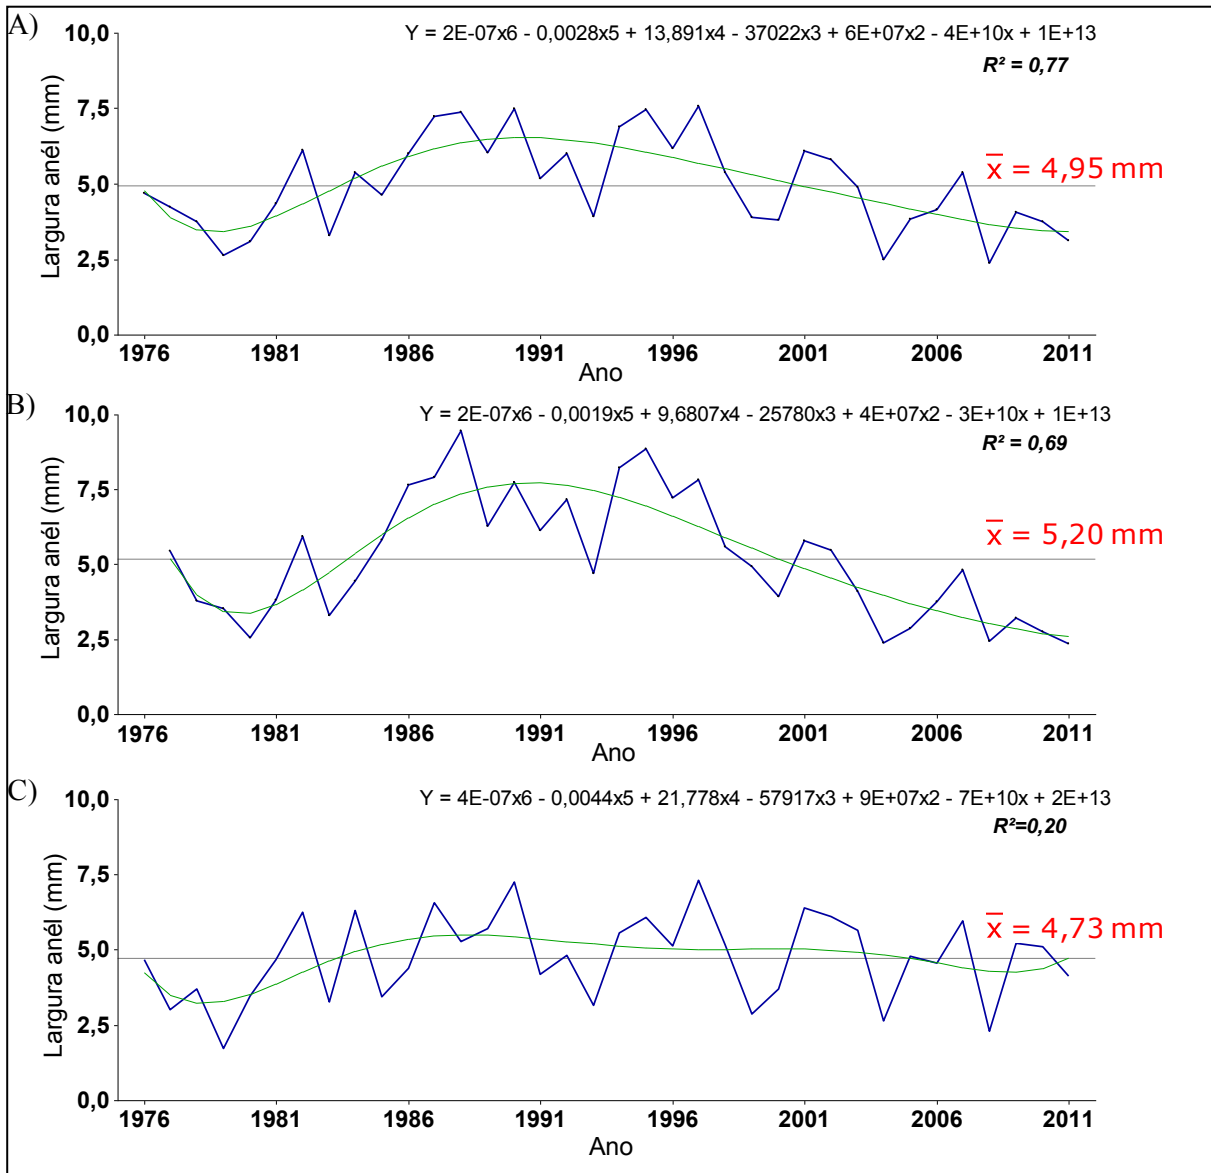 A)
Y = 2E-07x6 - 0,0028x5 + 13,891x4 - 37022x3 + 6E+07x2 - 4E+10x + 1E+13
R² = 0,77
10,0
7,5
5,0
2,5
0,0
Largura anél (mm)
x̅ = 4,95 mm
1976 1981 1986 1991 1996 2001 2006 2011
Ano
B)
Y = 2E-07x6 - 0,0019x5 + 9,6807x4 - 25780x3 + 4E+07x2 - 3E+10x + 1E+13
R² = 0,69
10,0
7,5
5,0
2,5
0,0
Largura anél (mm)
x̅ = 5,20 mm
1976 1981 1986 1991 1996 2001 2006 2011
Ano
C)
Y = 4E-07x6 - 0,0044x5 + 21,778x4 - 57917x3 + 9E+07x2 - 7E+10x + 2E+13
R²=0,20
10,0
7,5
5,0
2,5
0,0
Largura anél (mm)
x̅ = 4,73 mm
1976 1981 1986 1991 1996 2001 2006 2011
Ano